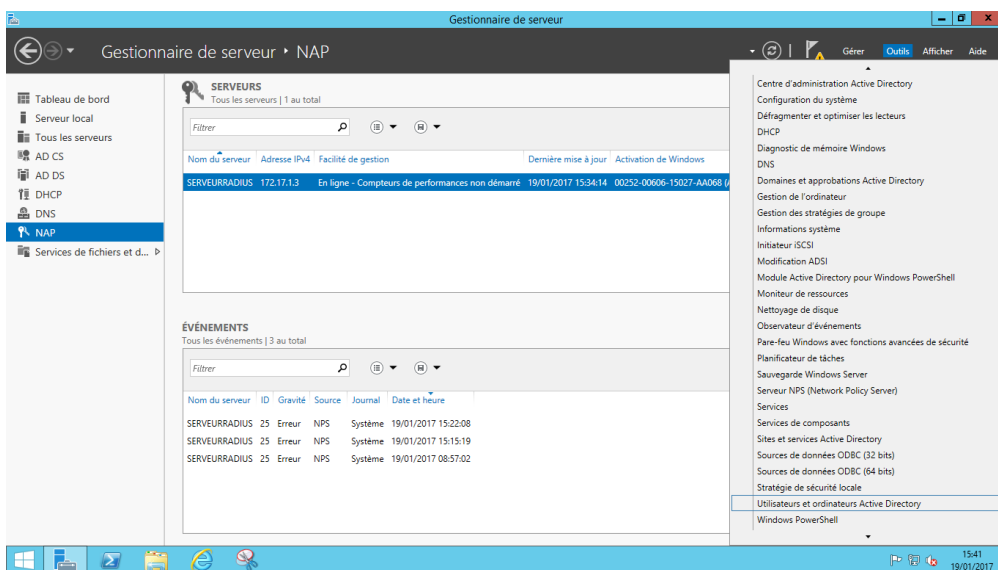 Gestionnaire de serveur
Gestionnaire de serveur • NAP
Gérer Outils Afficher Aide
Tableau de bord
Serveur local
Tous les serveurs
AD CS
AD DS
DHCP
DNS
NAP
Services de fichiers et d...
SERVEURS
Tous les serveurs | 1 au total
Filtrer
Nom du serveur Adresse IPv4 Facilité de gestion Dernière mise à jour Activation de Windows
SERVEURRADIUS 172.17.1.3 En ligne - Compteurs de performances non démarré 19/01/2017 15:34:14 00252-00606-15027-AA068 (
ÉVÉNEMENTS
Tous les événements | 3 au total
Filtrer
Nom du serveur ID Gravité Source Journal Date et heure
SERVEURRADIUS 25 Erreur NPS Système 19/01/2017 15:22:08
SERVEURRADIUS 25 Erreur NPS Système 19/01/2017 15:15:19
SERVEURRADIUS 25 Erreur NPS Système 19/01/2017 08:57:02
Centre d'administration Active Directory
Configuration du système
Défragmenter et optimiser les lecteurs
DHCP
Diagnostic de mémoire Windows
DNS
Domaines et approbations Active Directory
Gestion de l'ordinateur
Gestion des stratégies de groupe
Informations système
Initiateur iSCSI
Modification ADSI
Module Active Directory pour Windows PowerShell
Moniteur de ressources
Nettoyage de disque
Observateur d'événements
Pare-feu Windows avec fonctions avancées de sécurité
Planificateur de tâches
Sauvegarde Windows Server
Serveur NPS (Network Policy Server)
Services
Services de composants
Sites et services Active Directory
Sources de données ODBC (32 bits)
Sources de données ODBC (64 bits)
Stratégie de sécurité locale
Utilisateurs et ordinateurs Active Directory
Windows PowerShell
15:41
19/01/2017